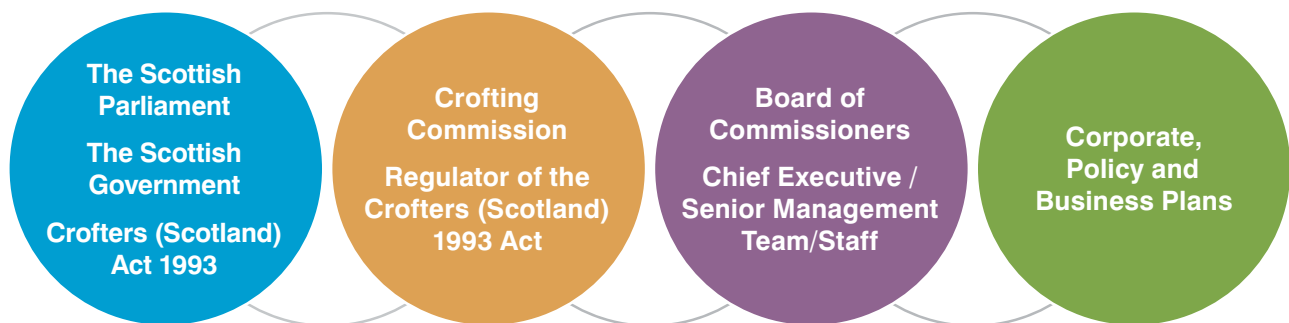 The Scottish
Parliament
The Scottish
Government
Crofters (Scotland)
Act 1993
Crofting
Commission
Regulator of the
Crofters (Scotland)
1993 Act
Board of
Commissioners
Chief Executive /
Senior Management
Team/Staff
Corporate,
Policy and
Business Plans